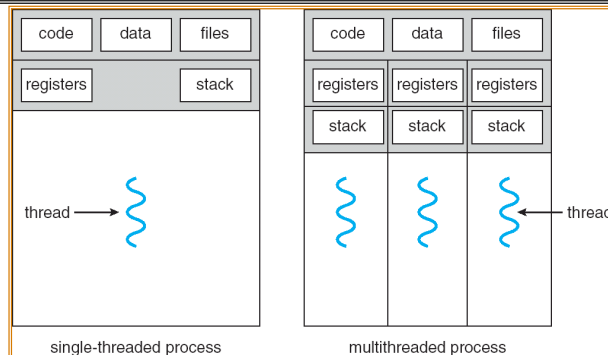 code data files
registers stack
thread
single-threaded process
code data files
registers registers registers
stack stack stack
thread
multithreaded process